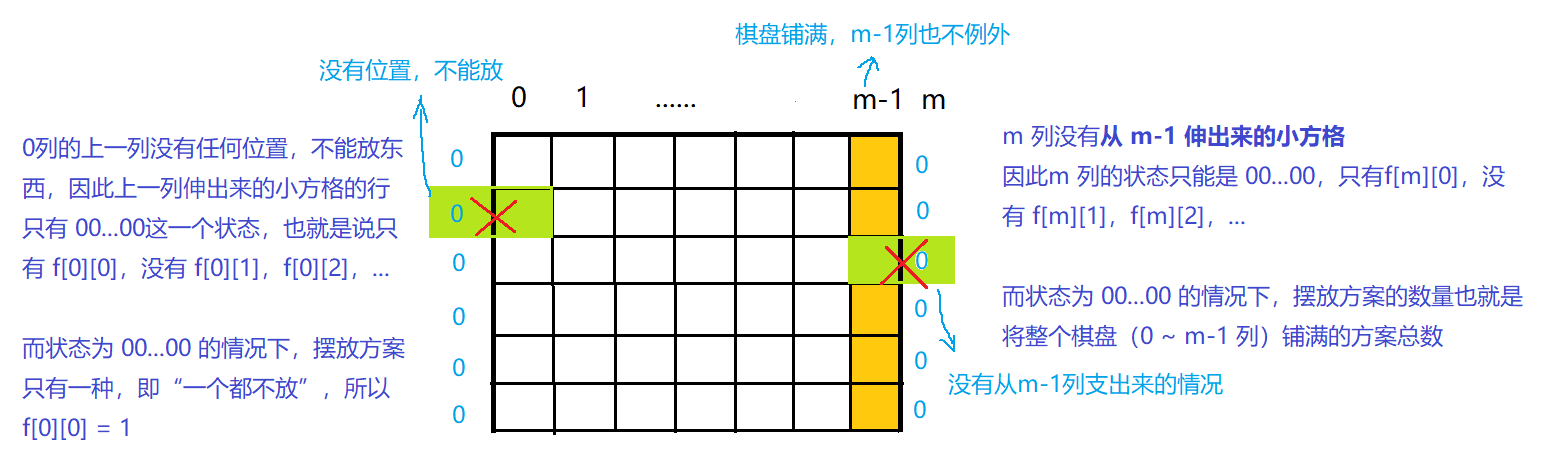 棋盘铺满，m-1列也不例外
没有位置，不能放
0 1 …… m-1 m
0列的上一列没有任何位置，不能放东
西，因此上一列伸出来的小方格的行
只有 00…00这一个状态，也就是说只
有 f[0][0]，没有 f[0][1]，f[0][2]，…
而状态为 00…00 的情况下，摆放方案
只有一种，即“一个都不放”，所以
f[0][0] = 1
0
0
0
0
0
0
0
0
0
0
0
0
m 列没有从 m-1 伸出来的小方格
因此m 列的状态只能是 00…00，只有f[m][0]，没
有 f[m][1]，f[m][2]，…
而状态为 00…00 的情况下，摆放方案的数量也就是
将整个棋盘（0 ~ m-1 列）铺满的方案总数
没有从m-1列支出来的情况